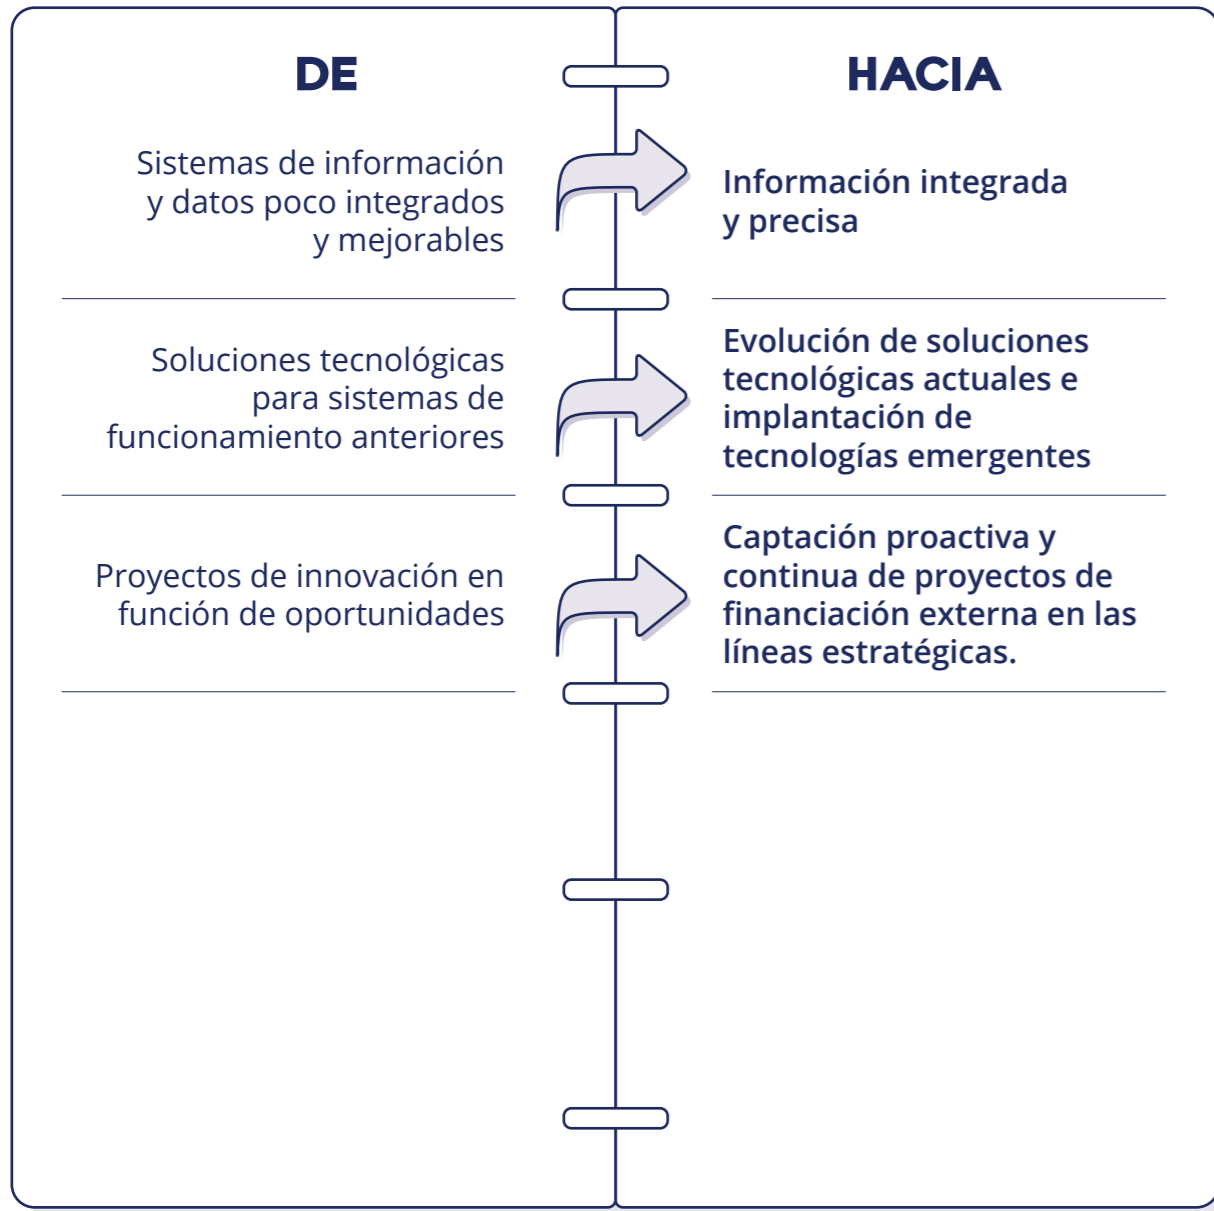 DE
HACIA
Sistemas de información
y datos poco integrados
y mejorables
Información integrada
y precisa
Soluciones tecnológicas
para sistemas de
funcionamiento anteriores
Evolución de soluciones
tecnológicas actuales e
implantación de
tecnologías emergentes
Proyectos de innovación en
función de oportunidades
Captación proactiva y
continua de proyectos de
financiación externa en las
líneas estratégicas.